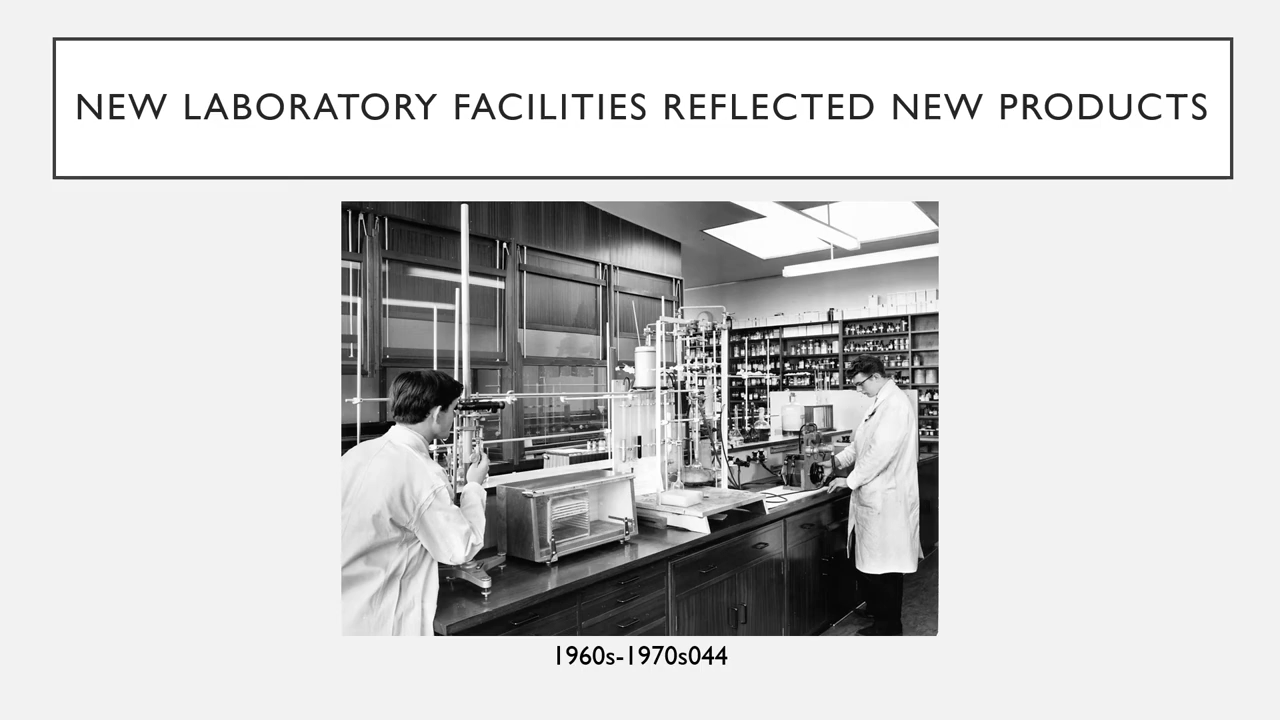 NEW LABORATORY FACILITIES REFLECTED NEW PRODUCTS
1960s-1970s044